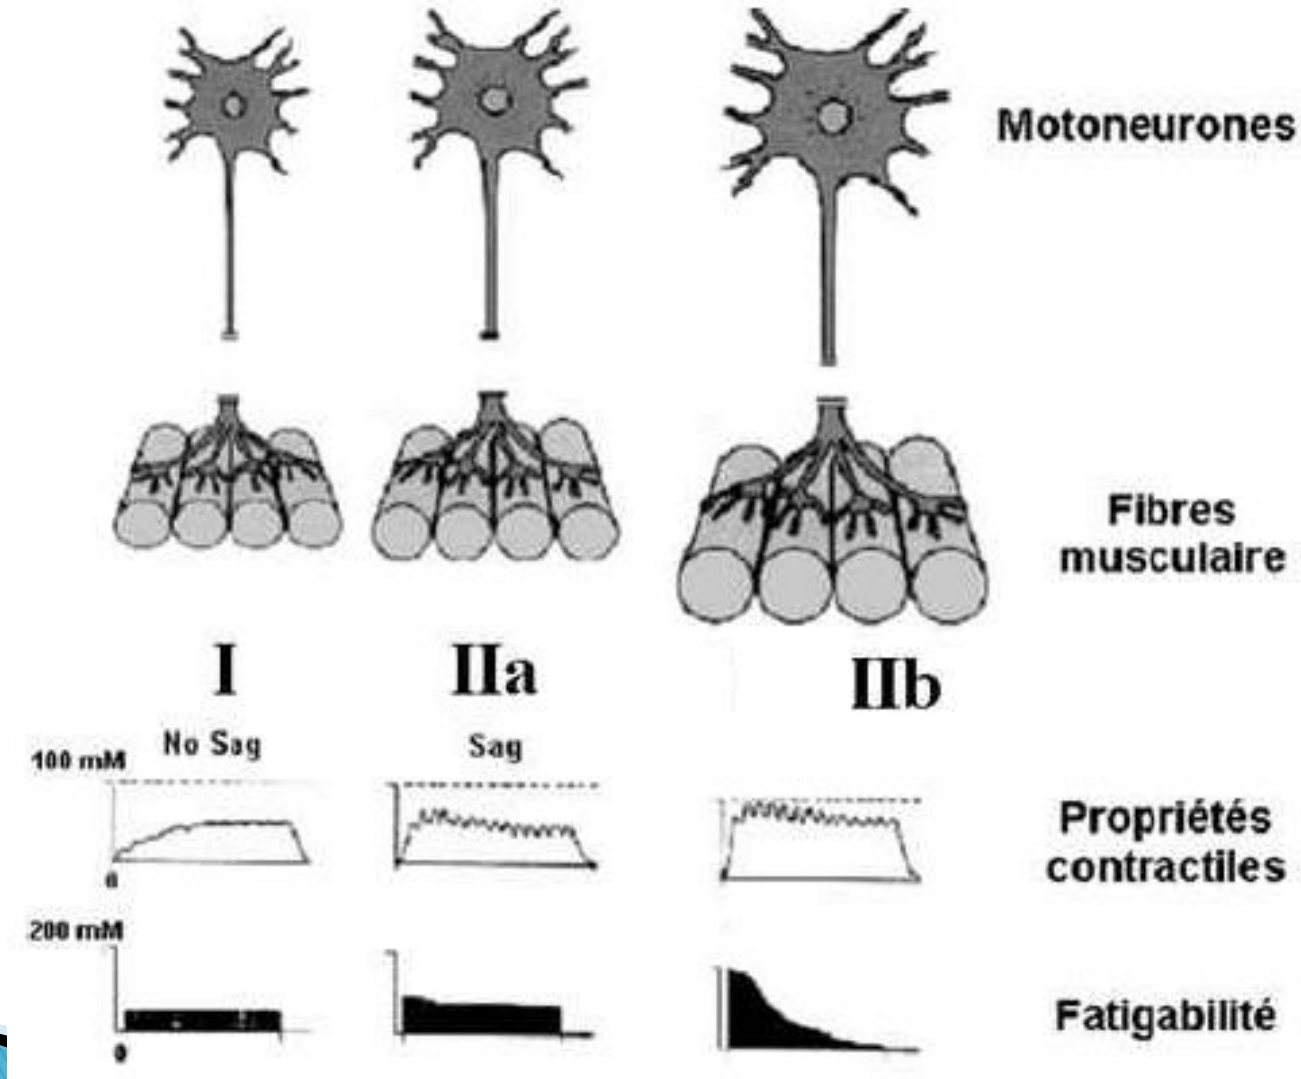 Motoneurones
Fibres
musculaire
I
IIa
IIb
No Sag
Sag
100 mM
0
Propriétés
contractiles
200 mM
0
Fatigabilité